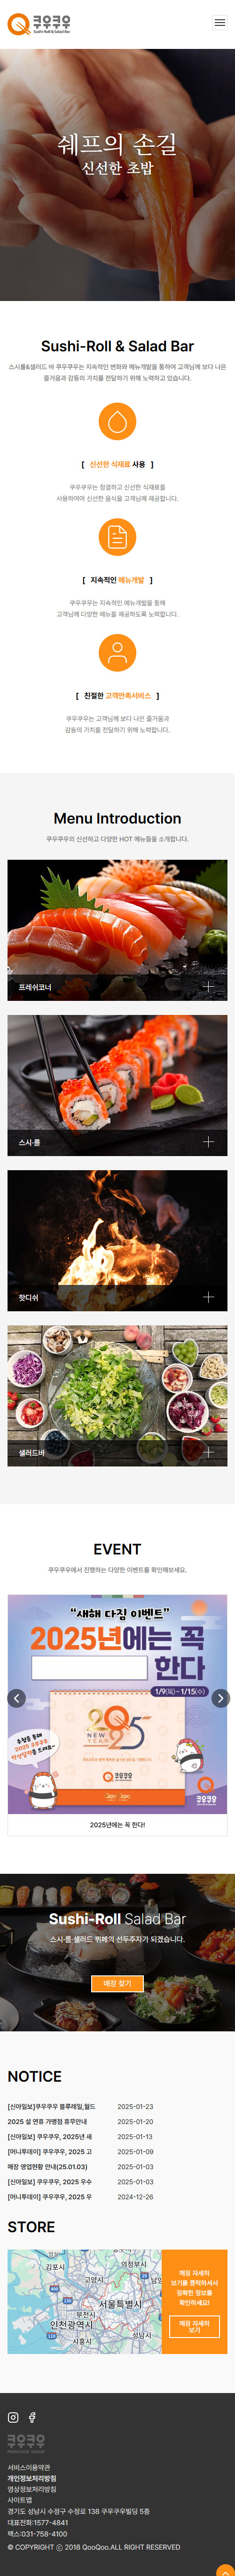 쿠우쿠우
Sushi-Roll & Salad Bar
쉐프의 손길
신선한 초밥
Sushi-Roll & Salad Bar
스시롤&샐러드 바 쿠우쿠우는 지속적인 변화와 메뉴개발을 통하여 고객님께 보다 나은
즐거움과 감동의 가치를 전달하기 위해 노력하고 있습니다.
[ 신선한 식재료 사용 ]
쿠우쿠우는 청결하고 신선한 식재료를
사용하여 신선한 음식을 고객님께 제공합니다.
[ 지속적인 메뉴개발 ]
쿠우쿠우는 지속적인 메뉴개발을 통해
고객님께 다양한 메뉴를 제공하도록 노력합니다.
[ 친절한 고객만족서비스 ]
쿠우쿠우는 고객님께 보다 나은 즐거움과
감동의 가치를 전달하기 위해 노력합니다.
Menu Introduction
쿠우쿠우의 신선하고 다양한 HOT 메뉴들을 소개합니다.
프레쉬코너
스시·롤
핫디쉬
샐러드바
EVENT
쿠우쿠우에서 진행하는 다양한 이벤트를 확인해보세요.
"새해 다짐 이벤트"
2025년에는 꼭
한다
1/9(목)~1/15(수)
NEW YEAR
쿠우쿠우
2025년에는 꼭 한다!
Sushi-Roll Salad Bar
스시·롤·샐러드 뷔페의 선두주자가 되겠습니다.
매장 찾기
NOTICE
[신아일보]쿠우쿠우 블루레일,월드 2025-01-23
2025 설 연휴 가맹점 휴무안내 2025-01-20
[신아일보] 쿠우쿠우, 2025년 새 2025-01-13
[머니투데이] 쿠우쿠우, 2025 고 2025-01-09
매장 영업현황 안내(25.01.03) 2025-01-03
[신아일보] 쿠우쿠우, 2025 우수 2025-01-03
[머니투데이] 쿠우쿠우, 2025 우 2024-12-26
STORE
김포시
의정부시
고양시
서울특별시
부천시
인천광역시
성남시
시흥시
매장 자세히
보기를 클릭하셔서
정확한 정보를
확인하세요!
매장 자세히
보기
쿠우쿠우
서비스이용약관
개인정보처리방침
영상정보처리방침
사이트맵
경기도 성남시 수정구 수정로 138 쿠우쿠우빌딩 5층
대표전화:1577-4841
팩스:031-758-4100
© COPYRIGHT ⓒ 2018 QooQoo.ALL RIGHT RESERVED